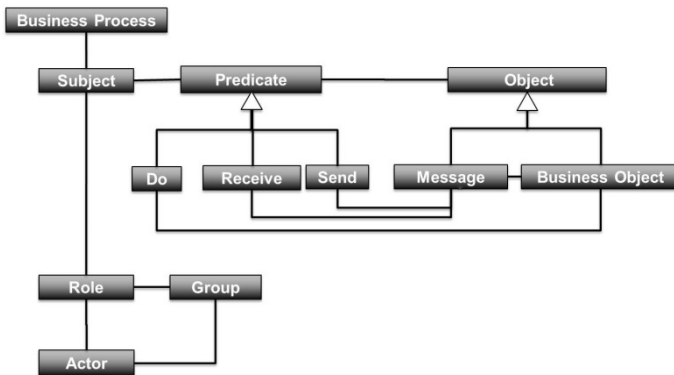 Business Process
Subject
Predicate
Object
Do
Receive
Send
Message
Business Object
Role
Group
Actor